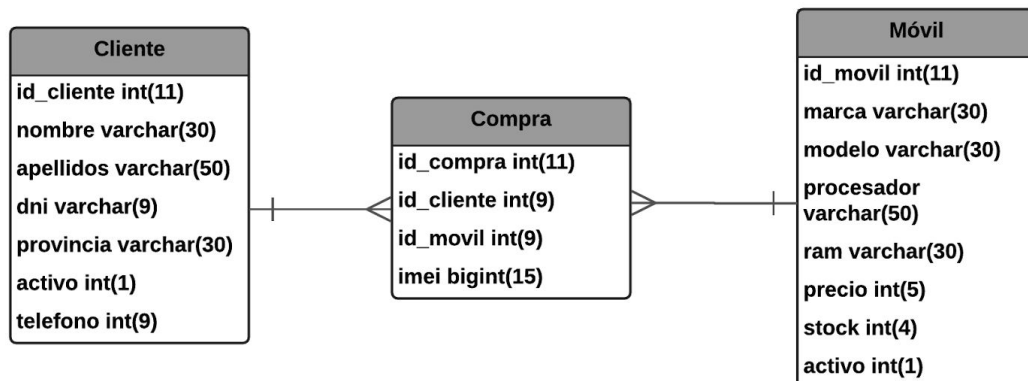 Cliente
id_cliente int(11)
nombre varchar(30)
apellidos varchar(50)
dni varchar(9)
provincia varchar(30)
activo int(1)
telefono int(9)
Compra
id_compra int(11)
id_cliente int(9)
id_movil int(9)
imei bigint(15)
Móvil
id_movil int(11)
marca varchar(30)
modelo varchar(30)
procesador
varchar(50)
ram varchar(30)
precio int(5)
stock int(4)
activo int(1)